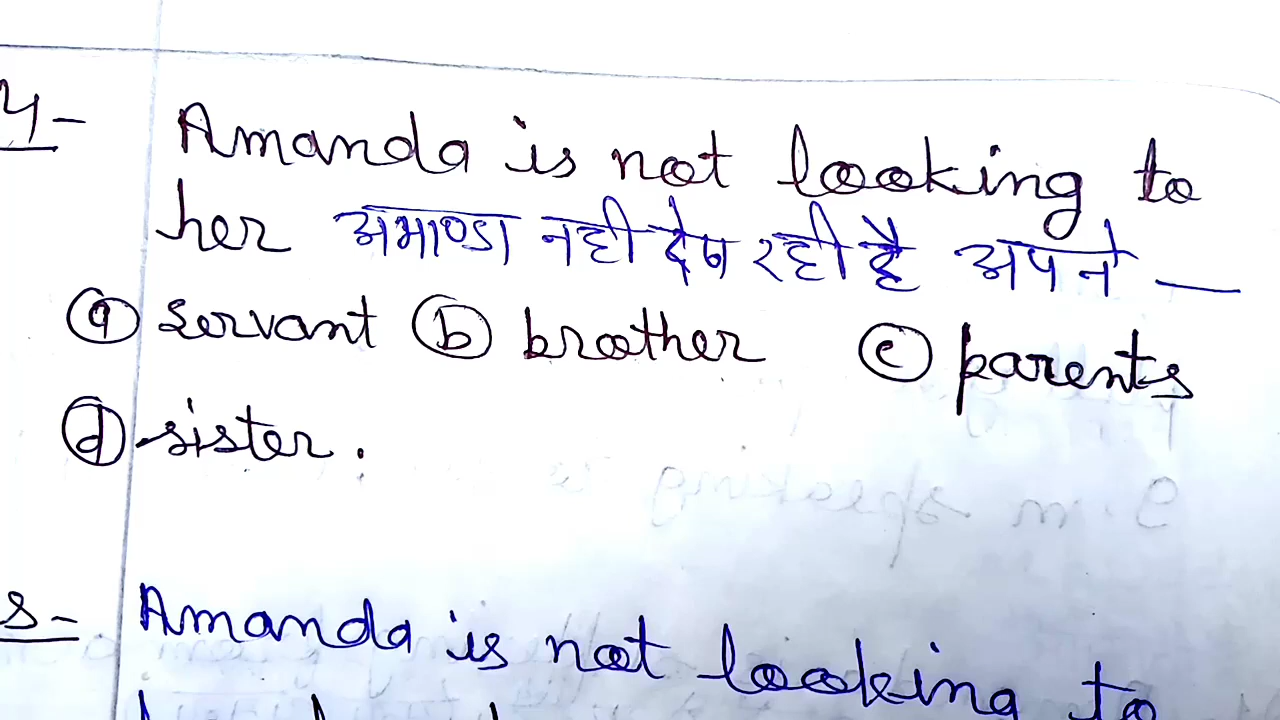 4- Amanda is not looking to
her अमाण्डा नही देख रही है अपने —
(a) servant (b) brother (c) parents
(d) sister.
5- Amanda is not looking to